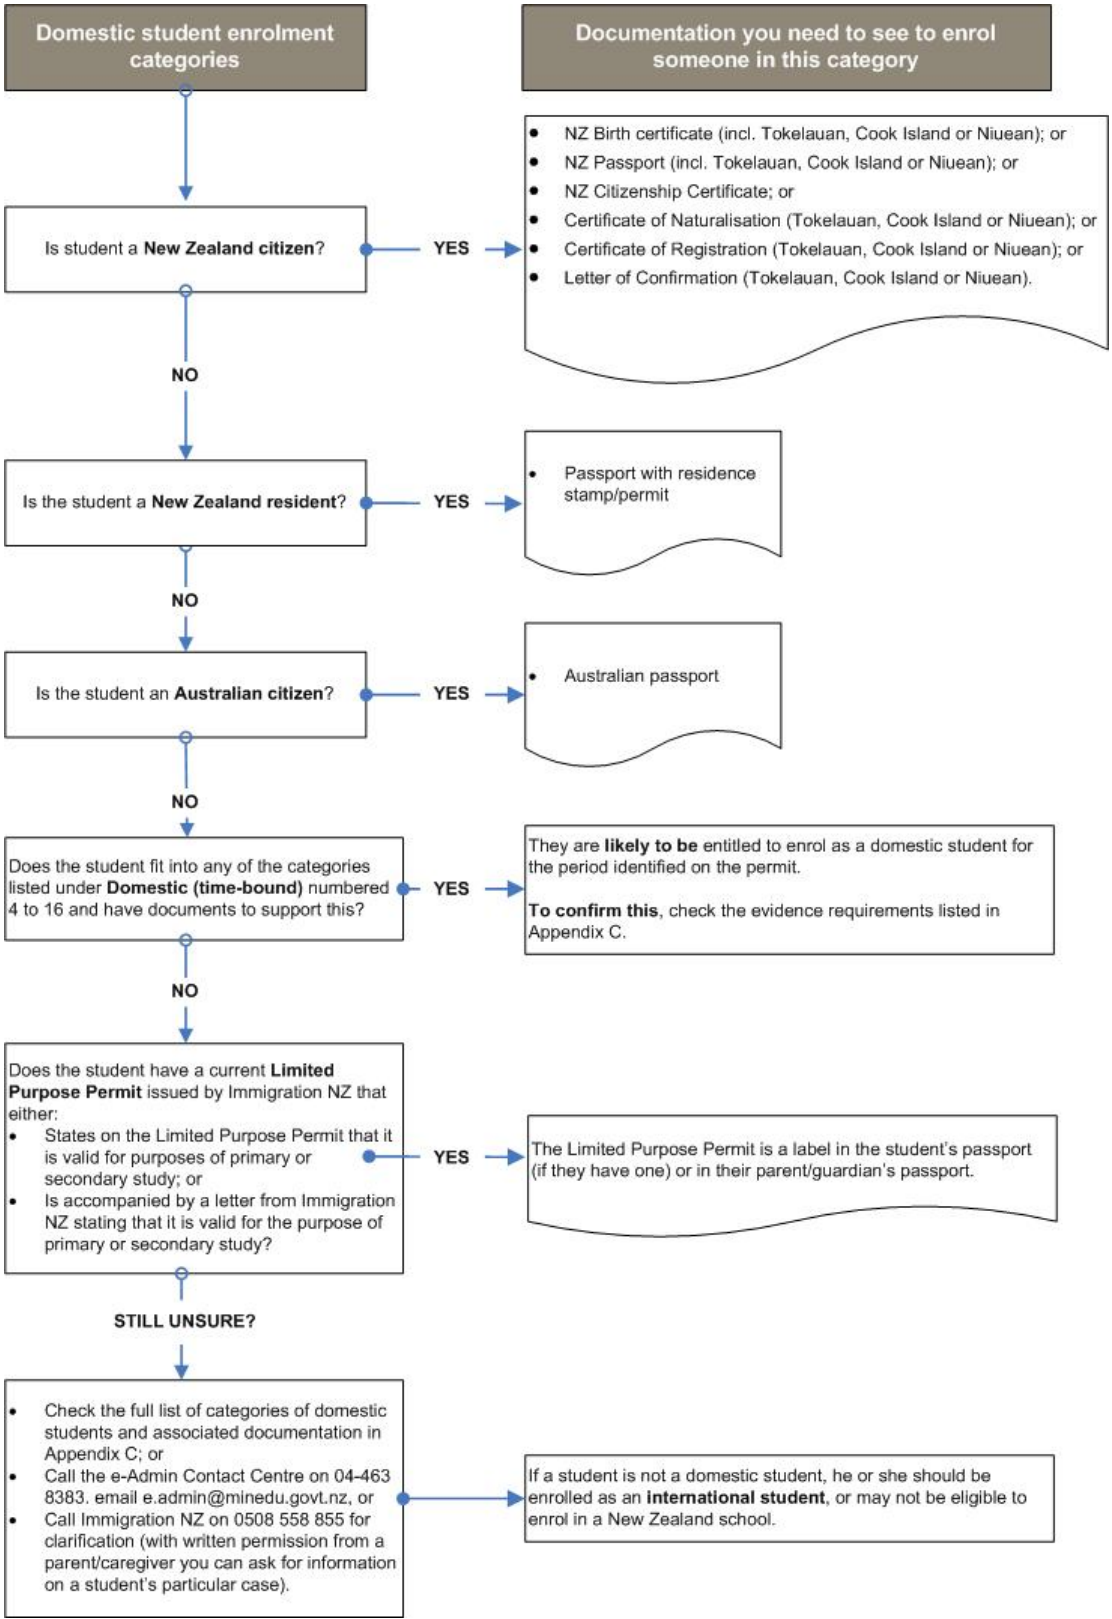 Domestic student enrolment
categories
Documentation you need to see to enrol
someone in this category
Is student a New Zealand citizen?
YES
• NZ Birth certificate (incl. Tokelauan, Cook Island or Niuean); or
• NZ Passport (incl. Tokelauan, Cook Island or Niuean); or
• NZ Citizenship Certificate; or
• Certificate of Naturalisation (Tokelauan, Cook Island or Niuean); or
• Certificate of Registration (Tokelauan, Cook Island or Niuean); or
• Letter of Confirmation (Tokelauan, Cook Island or Niuean).
NO
Is the student a New Zealand resident?
YES
• Passport with residence
stamp/permit
NO
Is the student an Australian citizen?
YES
• Australian passport
NO
Does the student fit into any of the categories
listed under Domestic (time-bound) numbered
4 to 16 and have documents to support this?
YES
They are likely to be entitled to enrol as a domestic student for
the period identified on the permit.
To confirm this, check the evidence requirements listed in
Appendix C.
NO
Does the student have a current Limited
Purpose Permit issued by Immigration NZ that
either:
• States on the Limited Purpose Permit that it
is valid for purposes of primary or
secondary study; or
• Is accompanied by a letter from Immigration
NZ stating that it is valid for the purpose of
primary or secondary study?
YES
The Limited Purpose Permit is a label in the student's passport
(if they have one) or in their parent/guardian's passport.
STILL UNSURE?
• Check the full list of categories of domestic
students and associated documentation in
Appendix C; or
• Call the e-Admin Contact Centre on 04-463
8383. email e.admin@minedu.govt.nz, or
• Call Immigration NZ on 0508 558 855 for
clarification (with written permission from a
parent/caregiver you can ask for information
on a student's particular case).
If a student is not a domestic student, he or she should be
enrolled as an international student, or may not be eligible to
enrol in a New Zealand school.